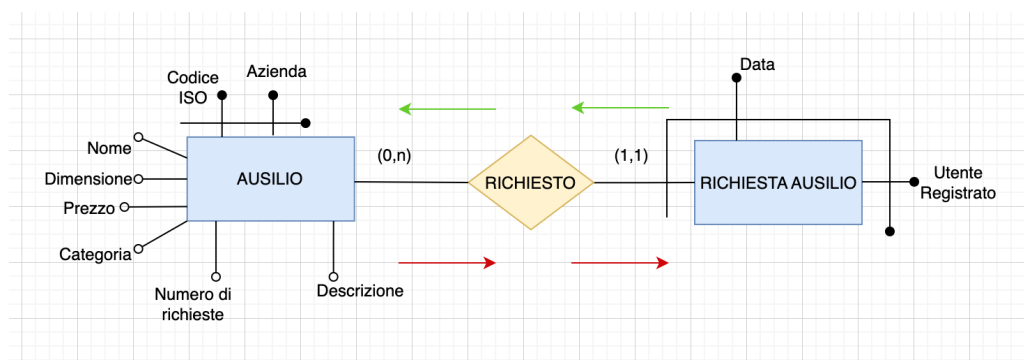 Codice
ISO
Azienda
Data
Nome
Dimensione
Prezzo
Categoria
AUSILIO
(0,n)
RICHIESTO
(1,1)
RICHIESTA AUSILIO
Utente
Registrato
Numero di
richieste
Descrizione